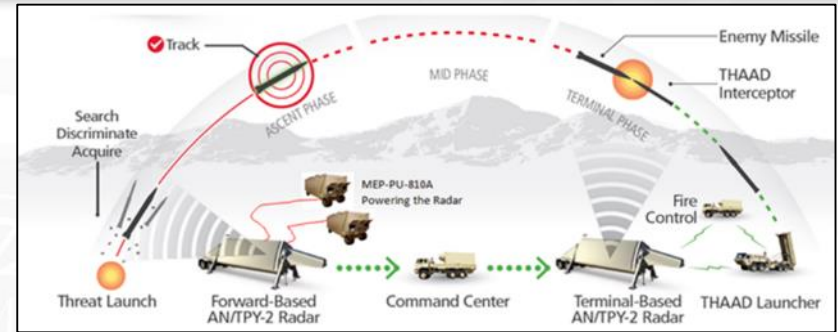 Track
Enemy Missile
MID PHASE
THAAD
Interceptor
ASCENT PHASE
TERMINAL PHASE
Search
Discriminate
Acquire
MEP-PU-810A
Powering the Radar
Fire
Control
Threat Launch
Forward-Based
AN/TPY-2 Radar
Command Center
Terminal-Based
AN/TPY-2 Radar
THAAD Launcher